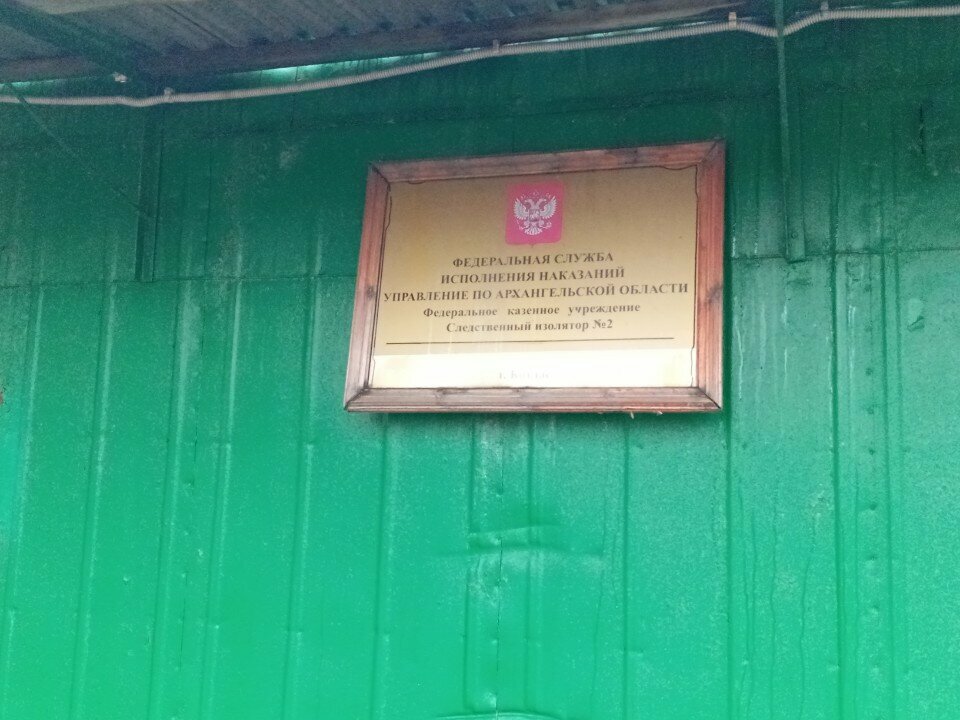 ФЕДЕРАЛЬНАЯ СЛУЖБА
ИСПОЛНЕНИЯ НАКАЗАНИЙ
УПРАВЛЕНИЕ ПО АРХАНГЕЛЬСКОЙ ОБЛАСТИ
Федеральное казенное учреждение
Следственный изолятор №2